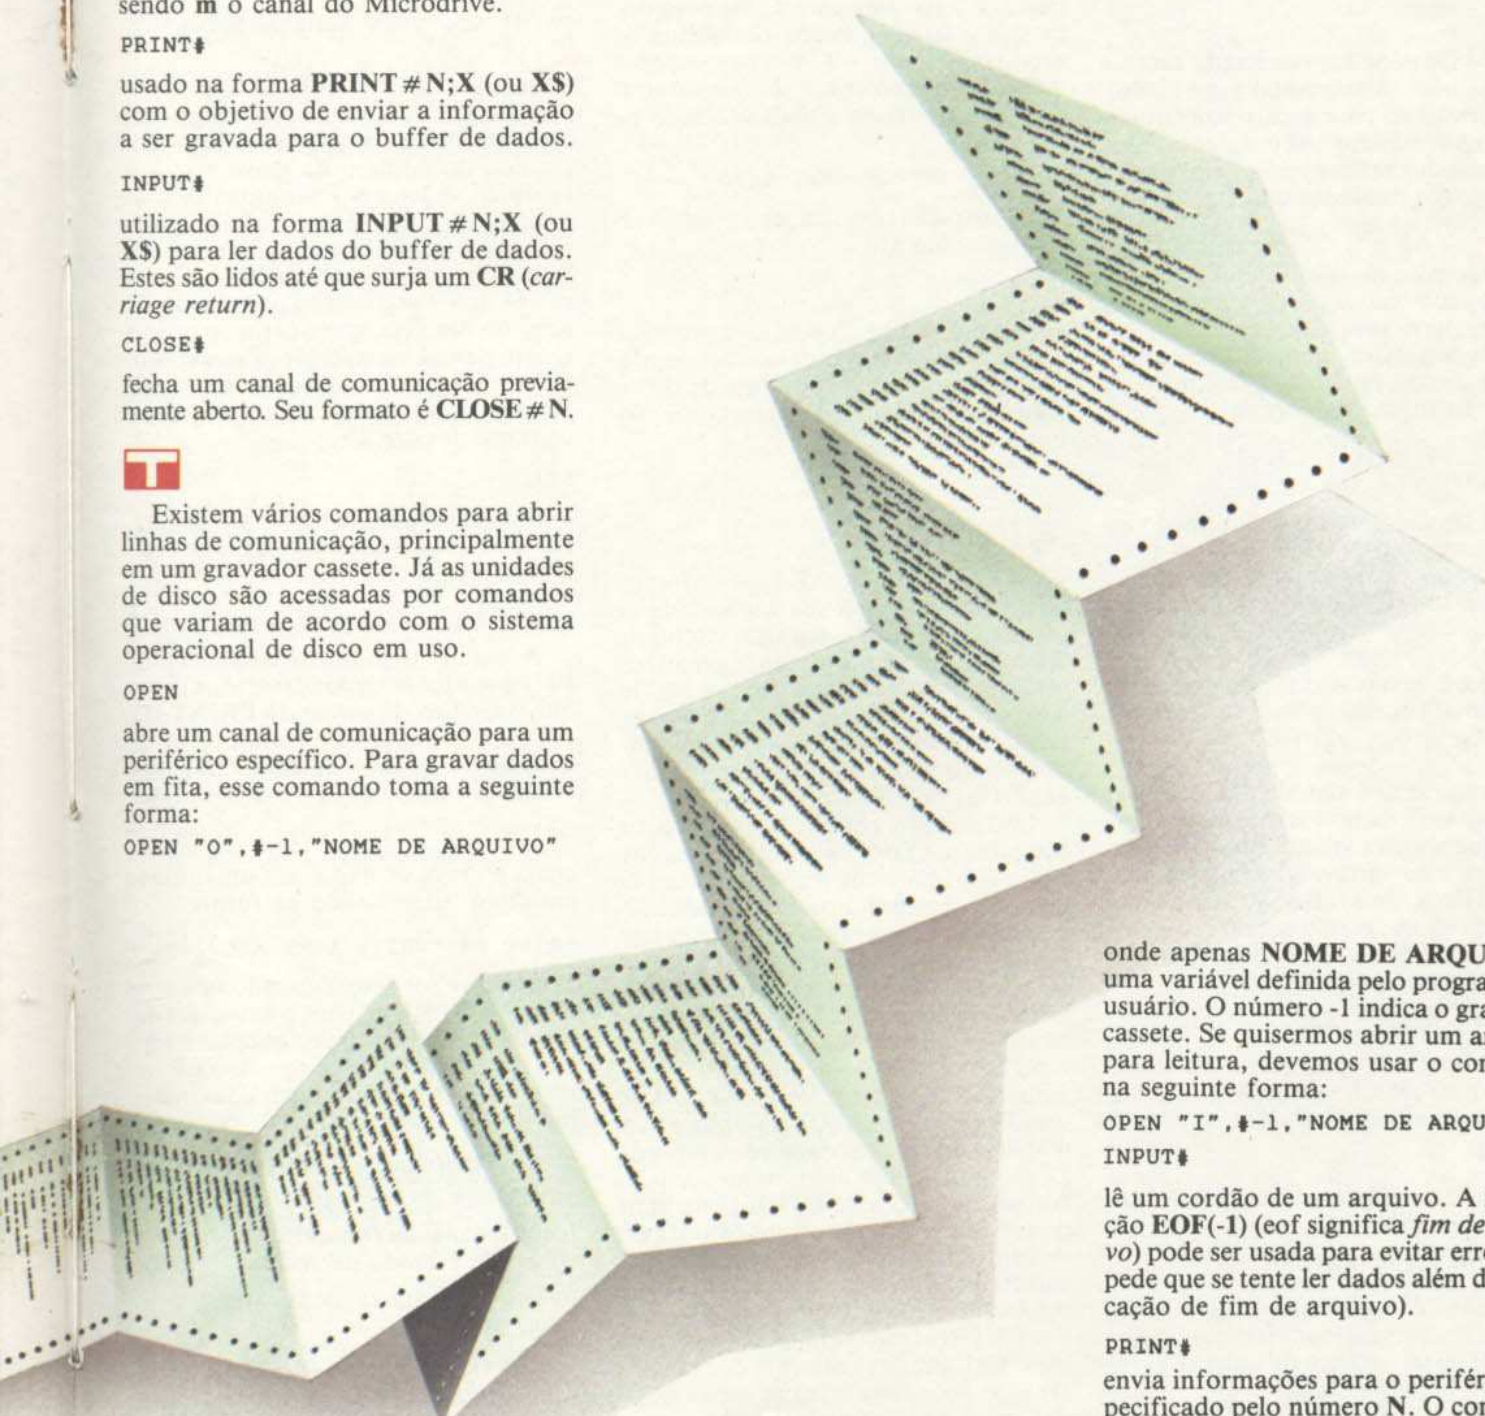 sendo m o canal do Microdrive.
PRINT#
usado na forma PRINT # N;X (ou X$)
com o objetivo de enviar a informação
a ser gravada para o buffer de dados.
INPUT#
utilizado na forma INPUT # N;X (ou
X$) para ler dados do buffer de dados.
Estes são lidos até que surja um CR (car-
riage return).
CLOSE#
fecha um canal de comunicação previa-
mente aberto. Seu formato é CLOSE # N.
T
Existem vários comandos para abrir
linhas de comunicação, principalmente
em um gravador cassete. Já as unidades
de disco são acessadas por comandos
que variam de acordo com o sistema
operacional de disco em uso.
OPEN
abre um canal de comunicação para um
periférico específico. Para gravar dados
em fita, esse comando toma a seguinte
forma:
OPEN "O",#-1,"NOME DE ARQUIVO"
onde apenas NOME DE ARQU
uma variável definida pelo progra
usuário. O número -1 indica o gra
cassete. Se quisermos abrir um a
para leitura, devemos usar o co
na seguinte forma:
OPEN "I",#-1,"NOME DE ARQU
INPUT#
lê um cordão de um arquivo. A
ção EOF(-1) (eof significa fim de
vo) pode ser usada para evitar err
pede que se tente ler dados além d
cação de fim de arquivo).
PRINT#
envia informações para o perifér
pecificado pelo número N. O co